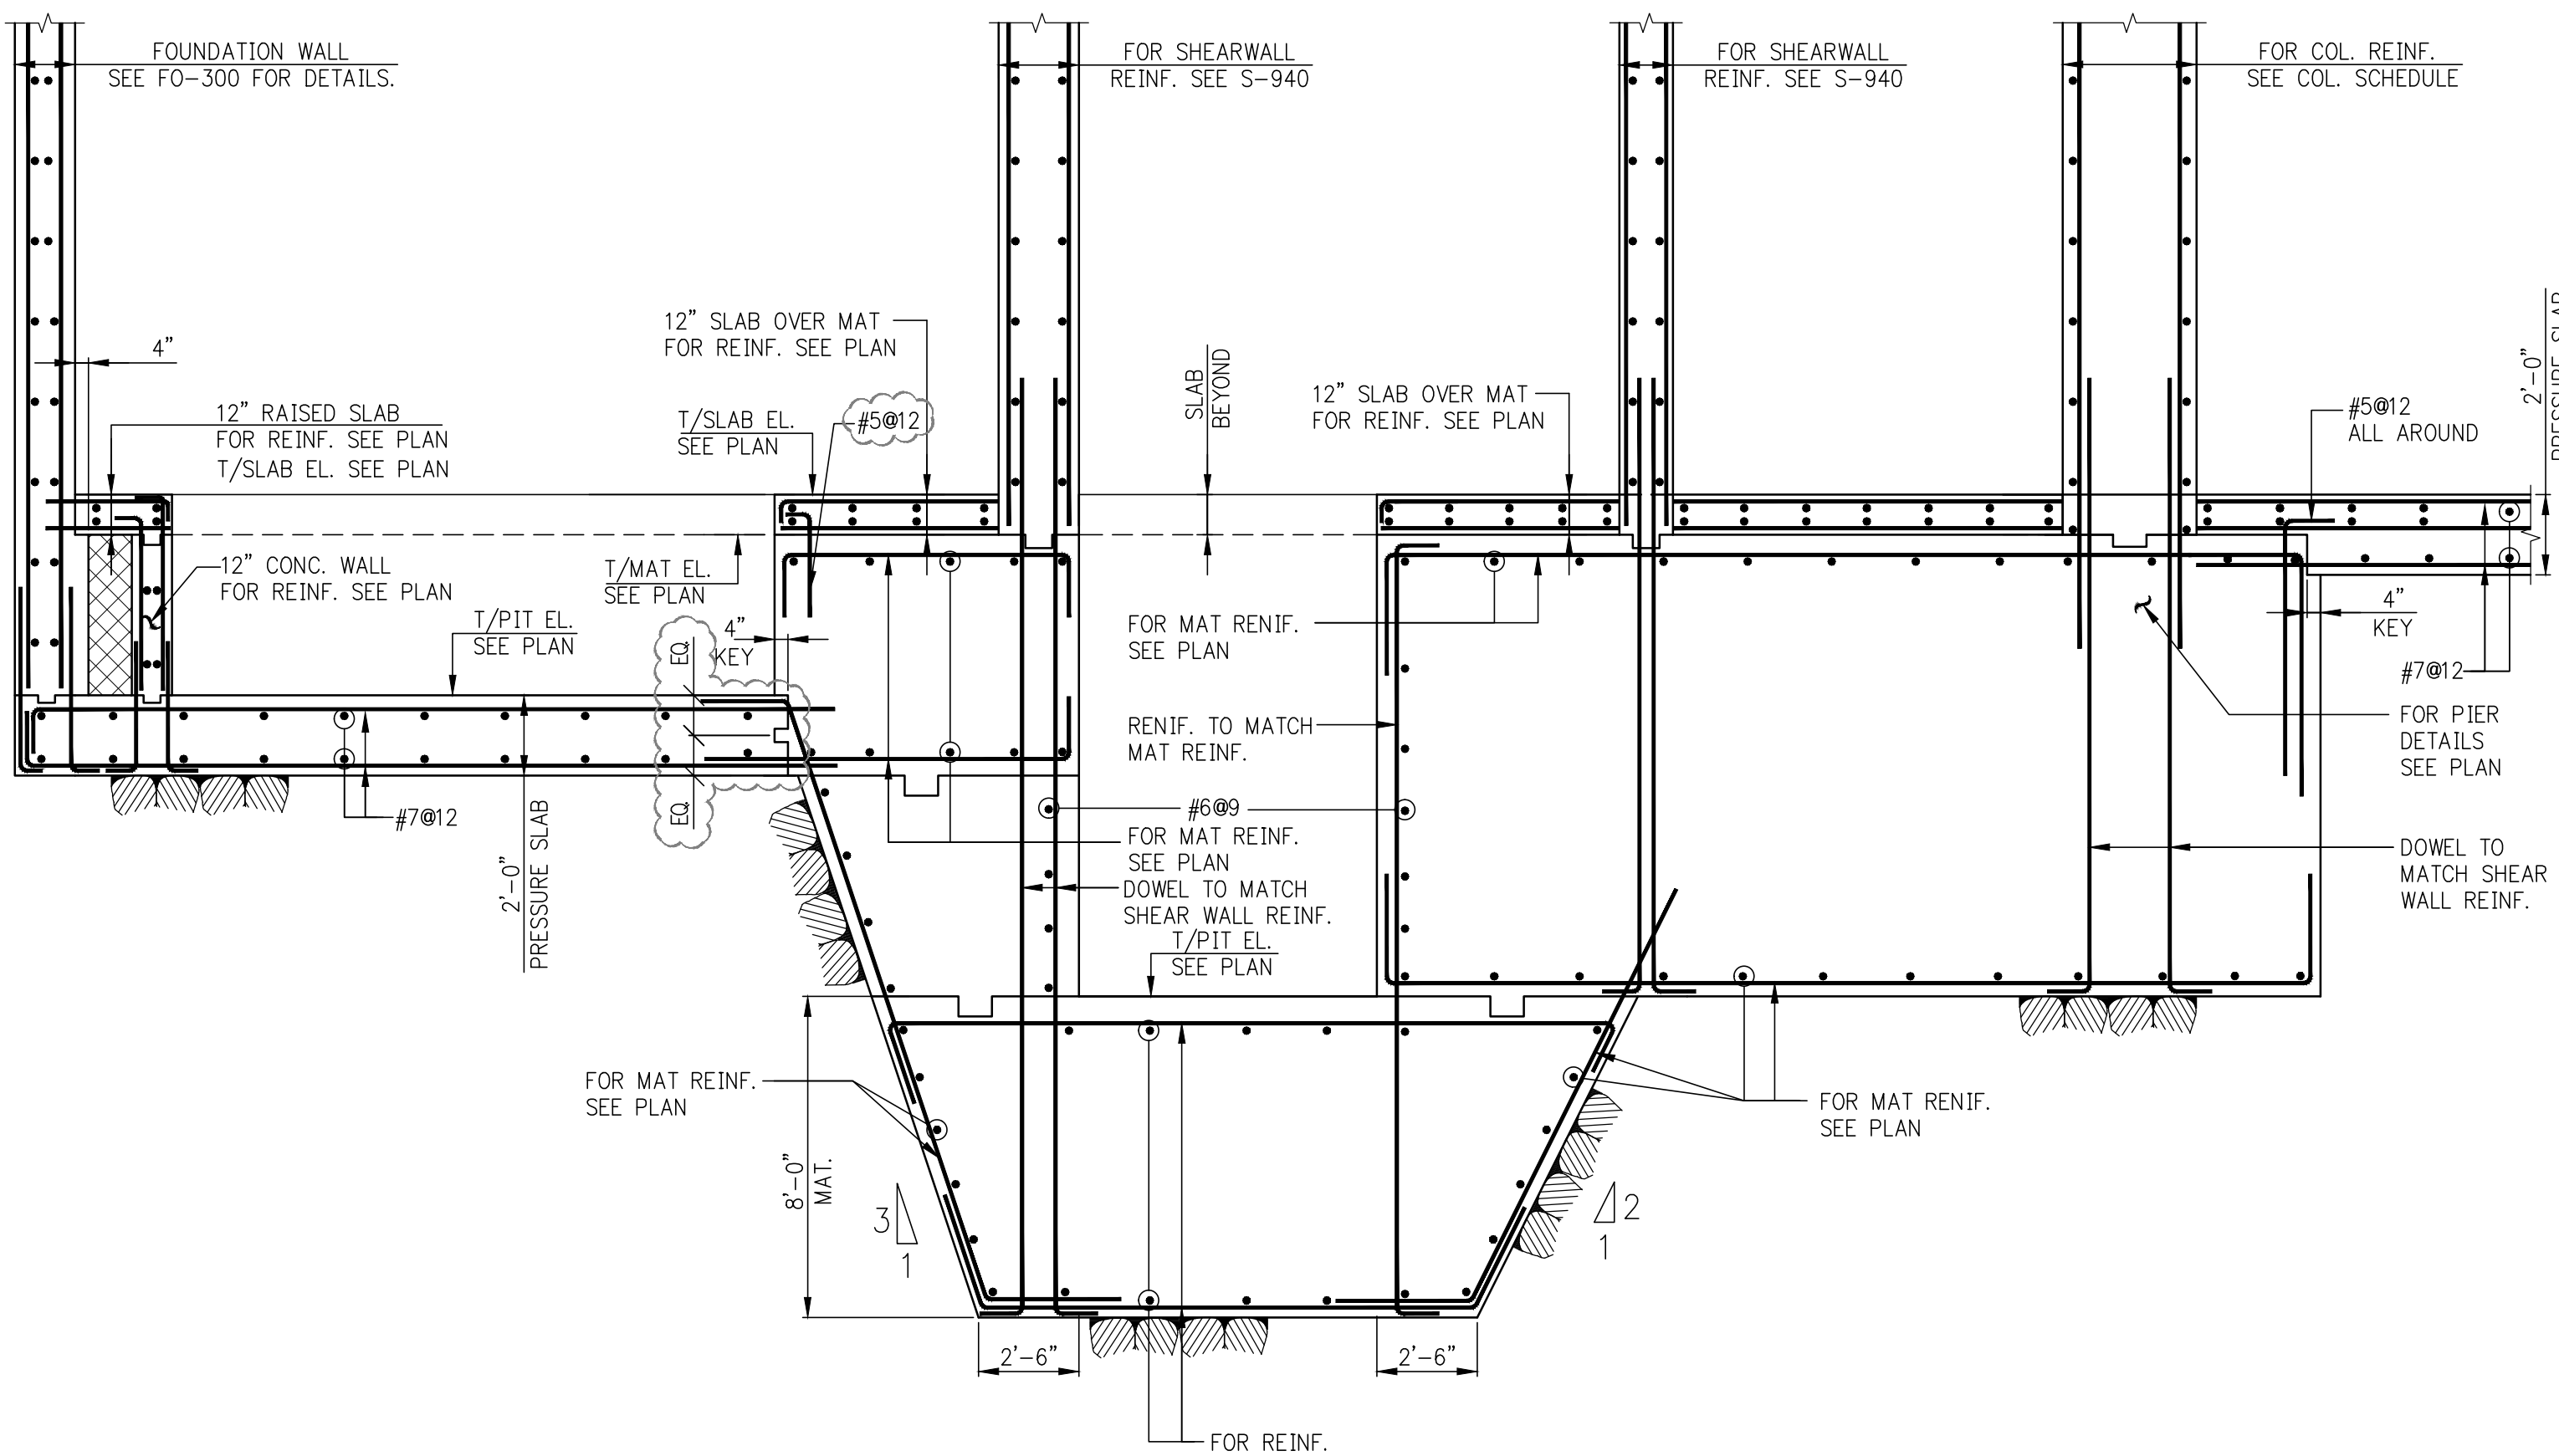 FOUNDATION WALL
SEE FO-300 FOR DETAILS.
FOR SHEARWALL
REINF. SEE S-940
FOR SHEARWALL
REINF. SEE S-940
FOR COL. REINF.
SEE COL. SCHEDULE
4"
12" RAISED SLAB
FOR REINF. SEE PLAN
T/SLAB EL. SEE PLAN
12" SLAB OVER MAT
FOR REINF. SEE PLAN
T/SLAB EL.
SEE PLAN
#5@12
SLAB
BEYOND
12" SLAB OVER MAT
FOR REINF. SEE PLAN
#5@12
ALL AROUND
2'-0"
PRESSURE SLAB
12" CONC. WALL
FOR REINF. SEE PLAN
T/MAT EL.
SEE PLAN
T/PIT EL.
SEE PLAN
EQ.
4"
KEY
EQ.
FOR MAT RENIF.
SEE PLAN
4"
KEY
#7@12
FOR PIER
DETAILS
SEE PLAN
RENIF. TO MATCH
MAT REINF.
#7@12
2'-0"
PRESSURE SLAB
#6@9
FOR MAT REINF.
SEE PLAN
DOWEL TO MATCH
SHEAR WALL REINF.
T/PIT EL.
SEE PLAN
DOWEL TO
MATCH SHEAR
WALL REINF.
FOR MAT REINF.
SEE PLAN
FOR MAT RENIF.
SEE PLAN
8'-0"
MAT.
3
1
2
1
2'-6"
2'-6"
FOR REINF.